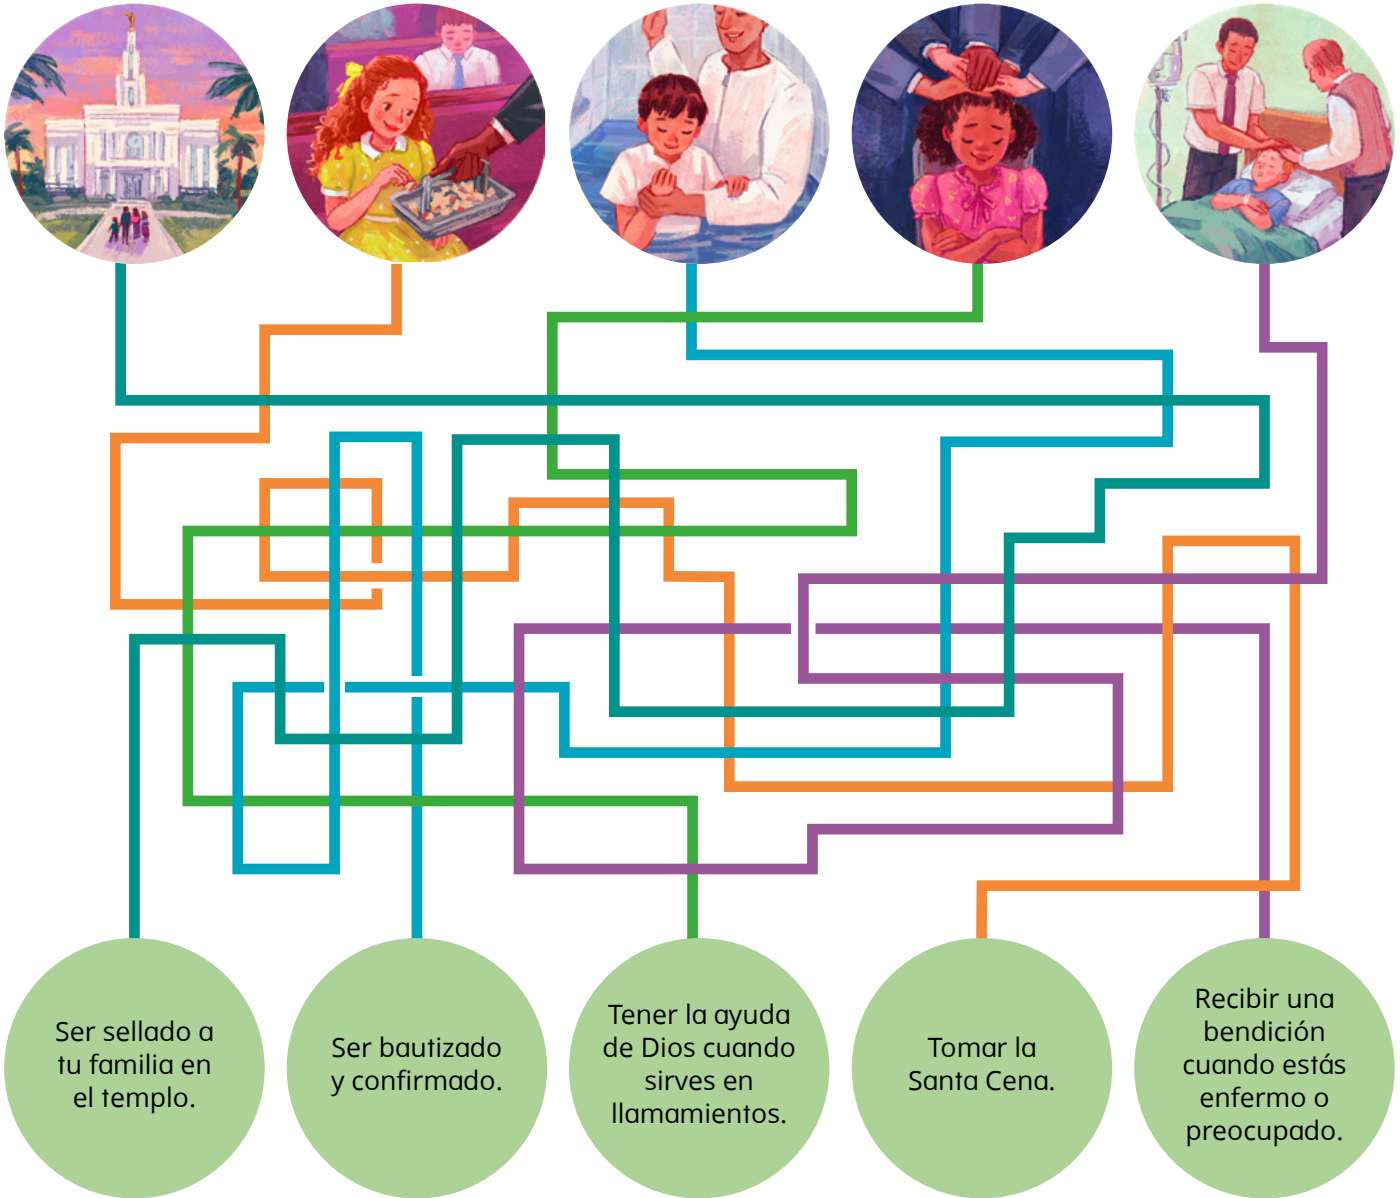 Ser sellado a
tu familia en
el templo.
Ser bautizado
y confirmado.
Tener la ayuda
de Dios cuando
sirves en
llamamientos.
Tomar la
Santa Cena.
Recibir una
bendición
cuando estás
enfermo o
preocupado.